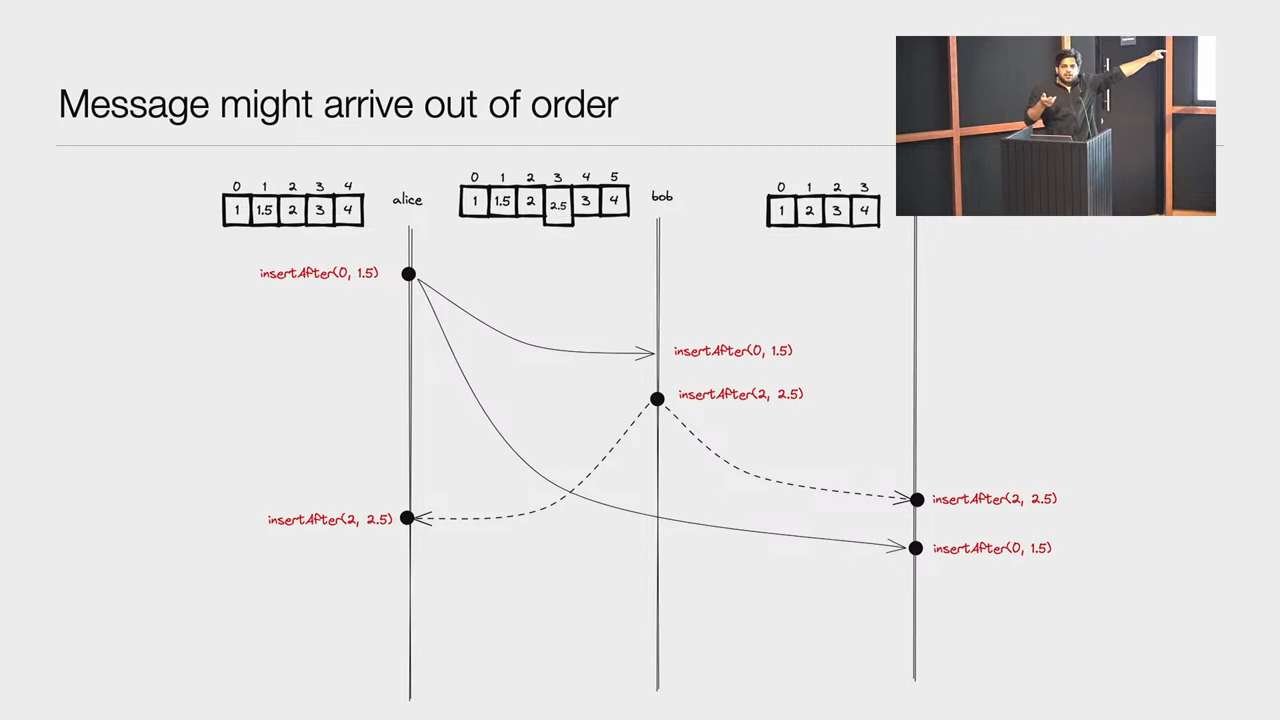 Message might arrive out of order
0 1 2 3 4
1 1.5 2 3 4
alice
0 1 2 3 4 5
1 1.5 2 2.5 3 4
bob
0 1 2 3
1 2 3 4
insertAfter(0, 1.5)
insertAfter(0, 1.5)
insertAfter(2, 2.5)
insertAfter(2, 2.5)
insertAfter(2, 2.5)
insertAfter(0, 1.5)